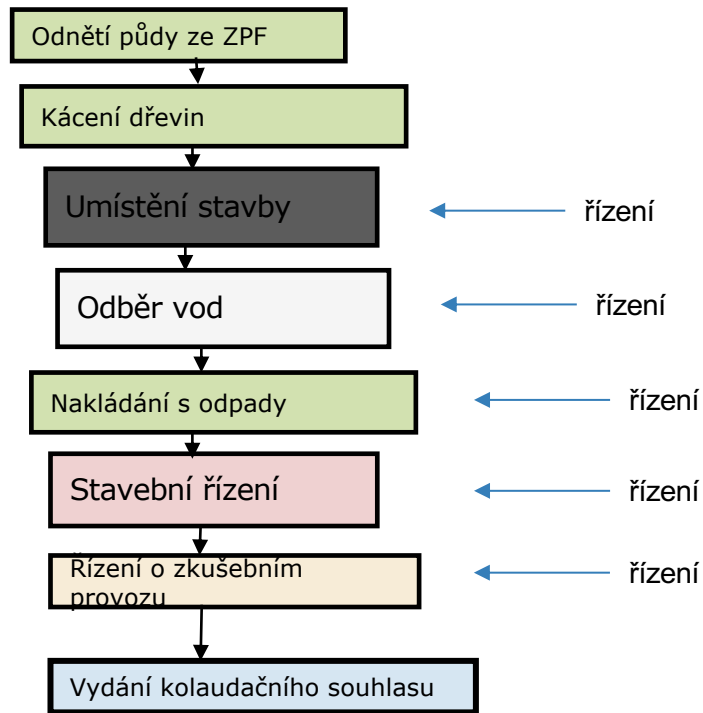 Odnětí půdy ze ZPF
Kácení dřevin
Umístění stavby
řízení
Odběr vod
řízení
Nakládání s odpady
řízení
Stavební řízení
řízení
Řízení o zkušebním
provozu
řízení
Vydání kolaudačního souhlasu